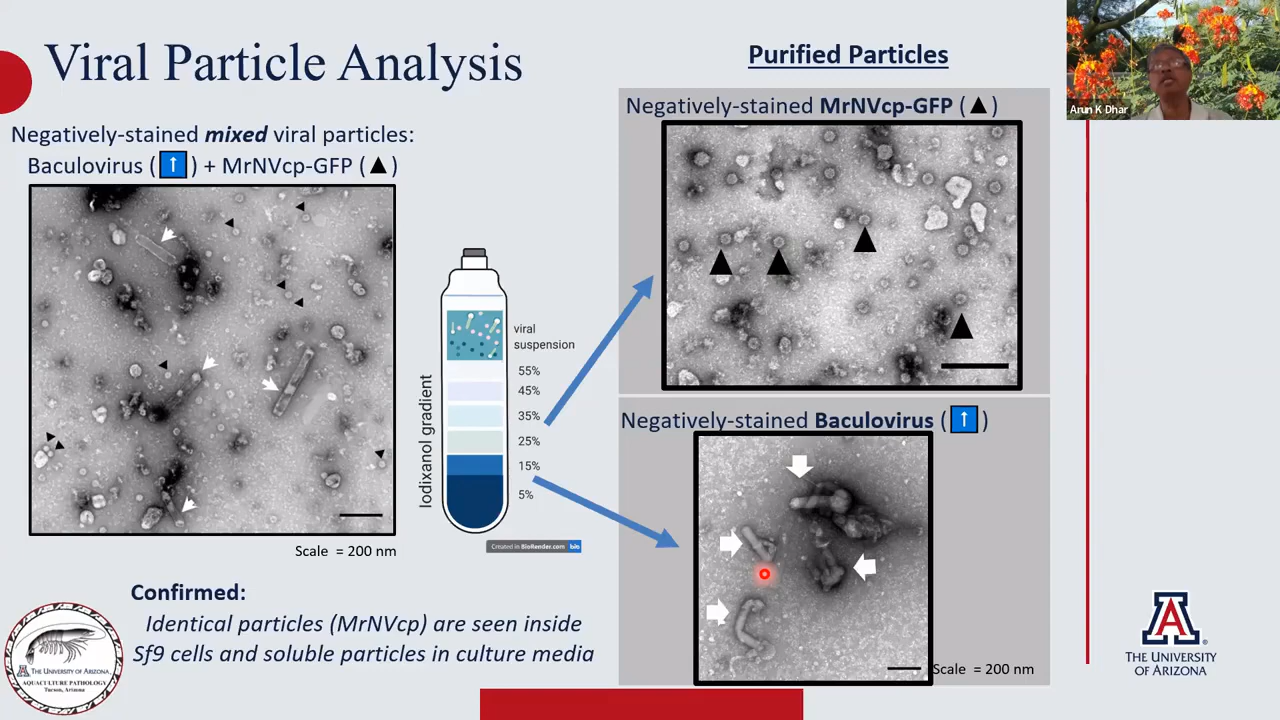 Viral Particle Analysis
Negatively-stained mixed viral particles:
Baculovirus ( ↑ ) + MrNVcp-GFP ( ▲ )
Scale = 200 nm
Iodixanol gradient
viral
suspension
55%
45%
35%
25%
15%
5%
Created in BioRender.com bio
Purified Particles
Negatively-stained MrNVcp-GFP ( ▲ )
Negatively-stained Baculovirus ( ↑ )
Scale = 200 nm
Confirmed:
Identical particles (MrNVcp) are seen inside
Sf9 cells and soluble particles in culture media
THE UNIVERSITY OF ARIZONA
AQUACULTURE PATHOLOGY
Tucson, Arizona
Arun K Dhar
A
THE UNIVERSITY
OF ARIZONA